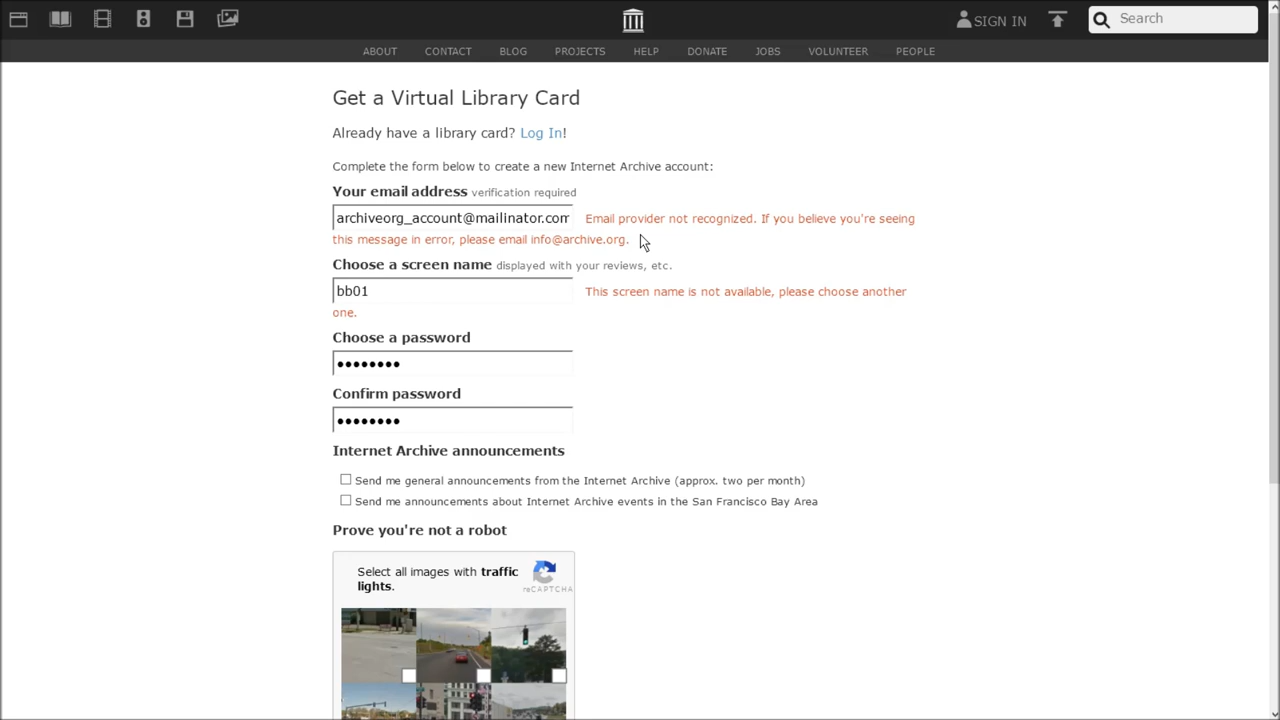 SIGN IN
Search
ABOUT CONTACT BLOG PROJECTS HELP DONATE JOBS VOLUNTEER PEOPLE
Get a Virtual Library Card
Already have a library card? Log In!
Complete the form below to create a new Internet Archive account:
Your email address verification required
archiveorg_account@mailinator.com Email provider not recognized. If you believe you're seeing
this message in error, please email info@archive.org.
Choose a screen name displayed with your reviews, etc.
bb01 This screen name is not available, please choose another
one.
Choose a password
●●●●●●●●
Confirm password
●●●●●●●●
Internet Archive announcements
Send me general announcements from the Internet Archive (approx. two per month)
Send me announcements about Internet Archive events in the San Francisco Bay Area
Prove you're not a robot
Select all images with traffic
lights.
reCAPTCHA